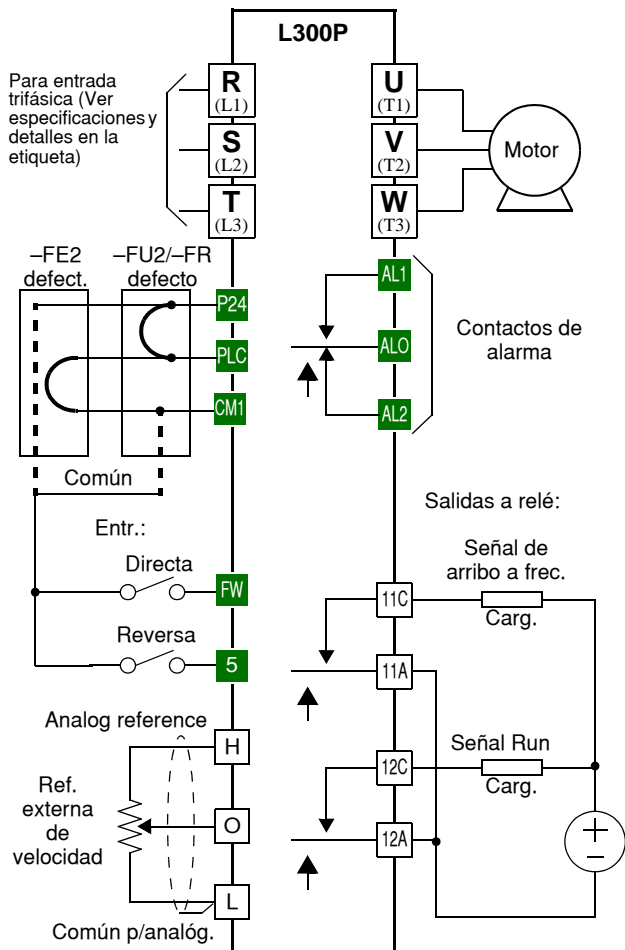 L300P
Para entrada
trifásica (Ver
especificaciones y
detalles en la
etiqueta)
R
(L1)
S
(L2)
T
(L3)
U
(T1)
V
(T2)
W
(T3)
Motor
–FE2
defect.
–FU2/–FR
defecto
P24
PLC
CM1
AL1
AL0
AL2
Contactos de
alarma
Común
Entr.:
Directa
FW
Reversa
5
Salidas a relé:
Señal de
arribo a frec.
11C
Carg.
11A
Señal Run
12C
Carg.
12A
+
–
Analog reference
H
Ref.
externa
de
velocidad
O
L
Común p/analóg.